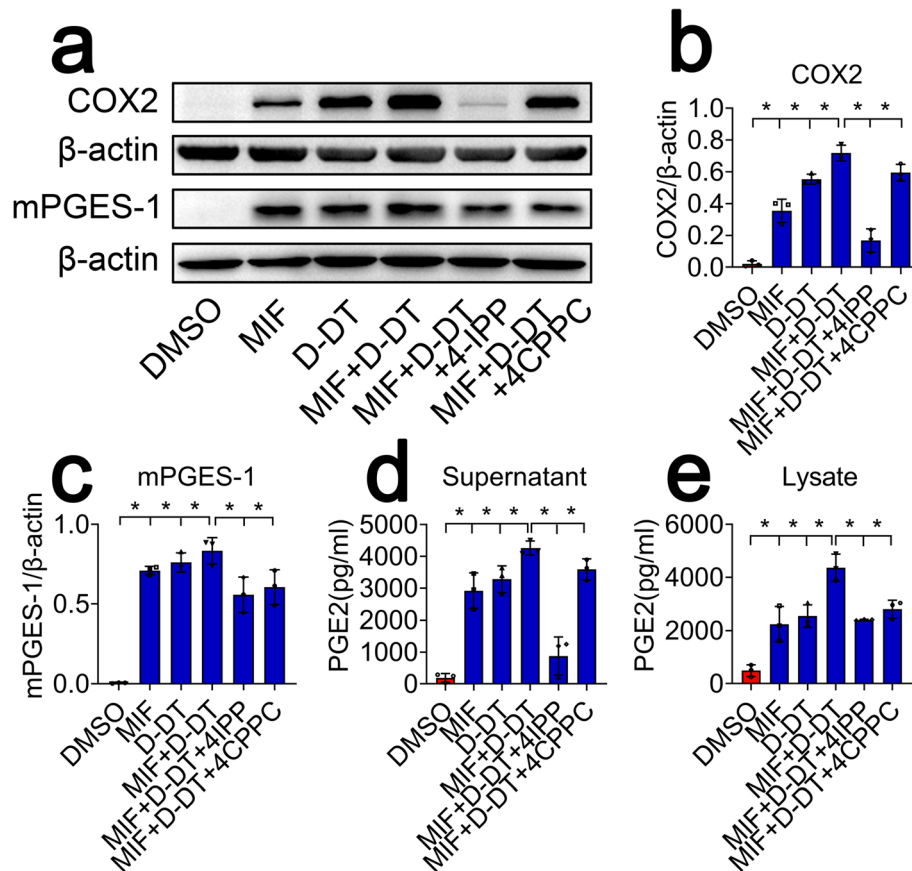 a
COX2
β-actin
mPGES-1
β-actin
DMSO
MIF
D-DT
MIF+D-DT
MIF+D-DT
+4-IPP
MIF+D-DT
+4CPPC
b
COX2
* * * * *
COX2/β-actin
1.0
0.8
0.6
0.4
0.2
0.0
DMSO
MIF
D-DT
MIF+D-DT
MIF+D-DT+4IPP
MIF+D-DT+4CPPC
c
mPGES-1
* * * * *
mPGES-1/β-actin
1.0
0.5
0.0
DMSO
MIF
D-DT
MIF+D-DT
MIF+D-DT+4IPP
MIF+D-DT+4CPPC
d
Supernatant
* * * * *
PGE2(pg/ml)
5000
4000
3000
2000
1000
0
DMSO
MIF
D-DT
MIF+D-DT
MIF+D-DT+4IPP
MIF+D-DT+4CPPC
e
Lysate
* * * * *
PGE2(pg/ml)
6000
4000
2000
0
DMSO
MIF
D-DT
MIF+D-DT
MIF+D-DT+4IPP
MIF+D-DT+4CPPC